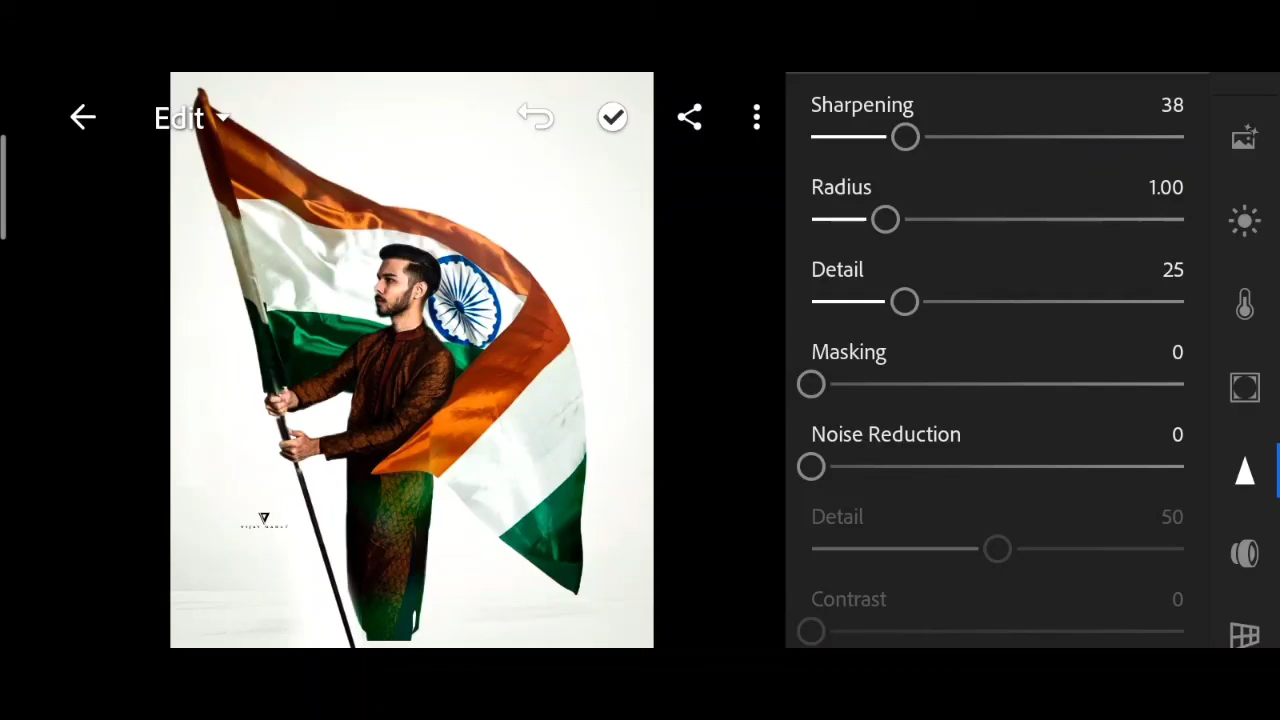 Edit
Sharpening 38
Radius 1.00
Detail 25
Masking 0
Noise Reduction 0
Detail 50
Contrast 0